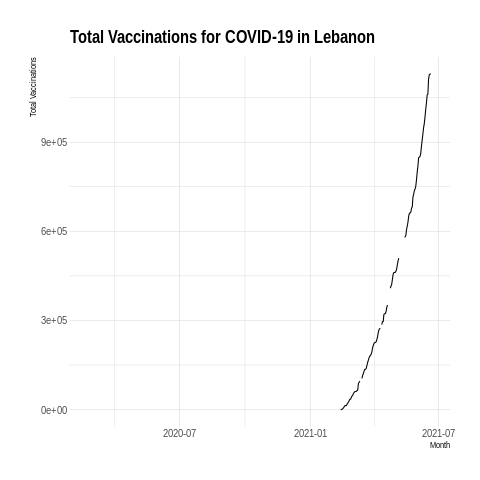 Total Vaccinations for COVID-19 in Lebanon
Total Vaccinations
9e+05
6e+05
3e+05
0e+00
2020-07
2021-01
2021-07
Month